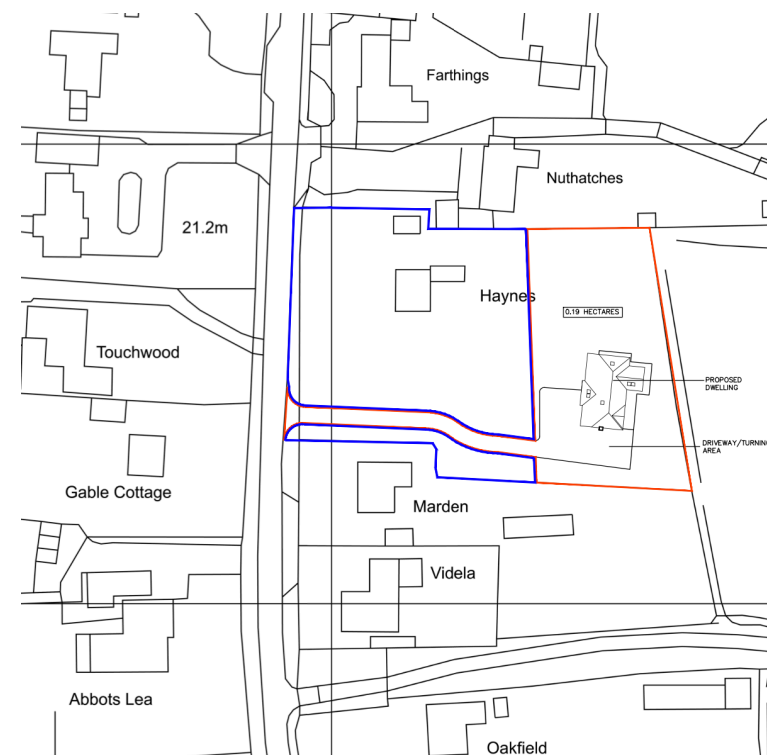 Farthings
Nuthatches
21.2m
Haynes
0.19 HECTARES
Touchwood
PROPOSED
DWELLING
DRIVEWAY/TURNING
AREA
Gable Cottage
Marden
Videla
Abbots Lea
Oakfield